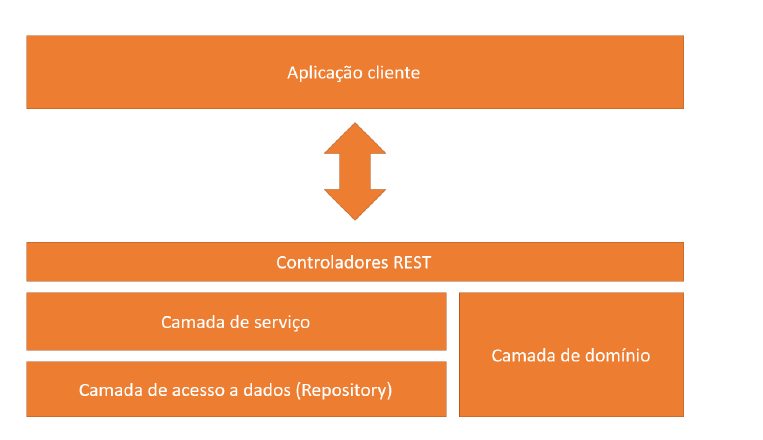 Aplicação cliente
Controladores REST
Camada de serviço
Camada de domínio
Camada de acesso a dados (Repository)